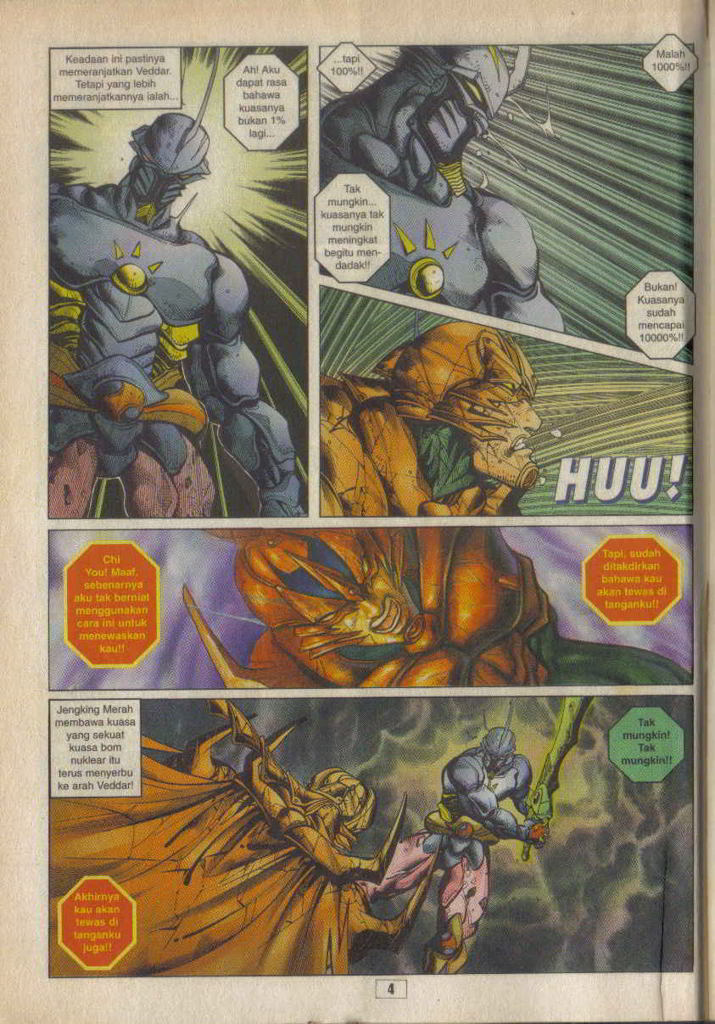 Keadaan ini pastinya
memeranjatkan Veddar.
Tetapi yang lebih
memeranjatkannya ialah...
Ah! Aku
dapat rasa
bahawa
kuasanya
bukan 1%
lagi...
...tapi
100%!!
Malah
1000%!!
Tak
mungkin...
kuasanya tak
mungkin
meningkat
begitu men-
dadak!!
Bukan!
Kuasanya
sudah
mencapai
10000%!!
HUU!
Chi
You! Maaf,
sebenarnya
aku tak berniat
menggunakan
cara ini untuk
menewaskan
kau!!
Tapi, sudah
ditakdirkan
bahawa kau
akan tewas di
tanganku!!
Jengking Merah
membawa kuasa
yang sekuat
kuasa bom
nuklear itu
terus menyerbu
ke arah Veddar!
Tak
mungkin!
Tak
mungkin!!
Akhirnya
kau akan
tewas di
tanganku
juga!!
4